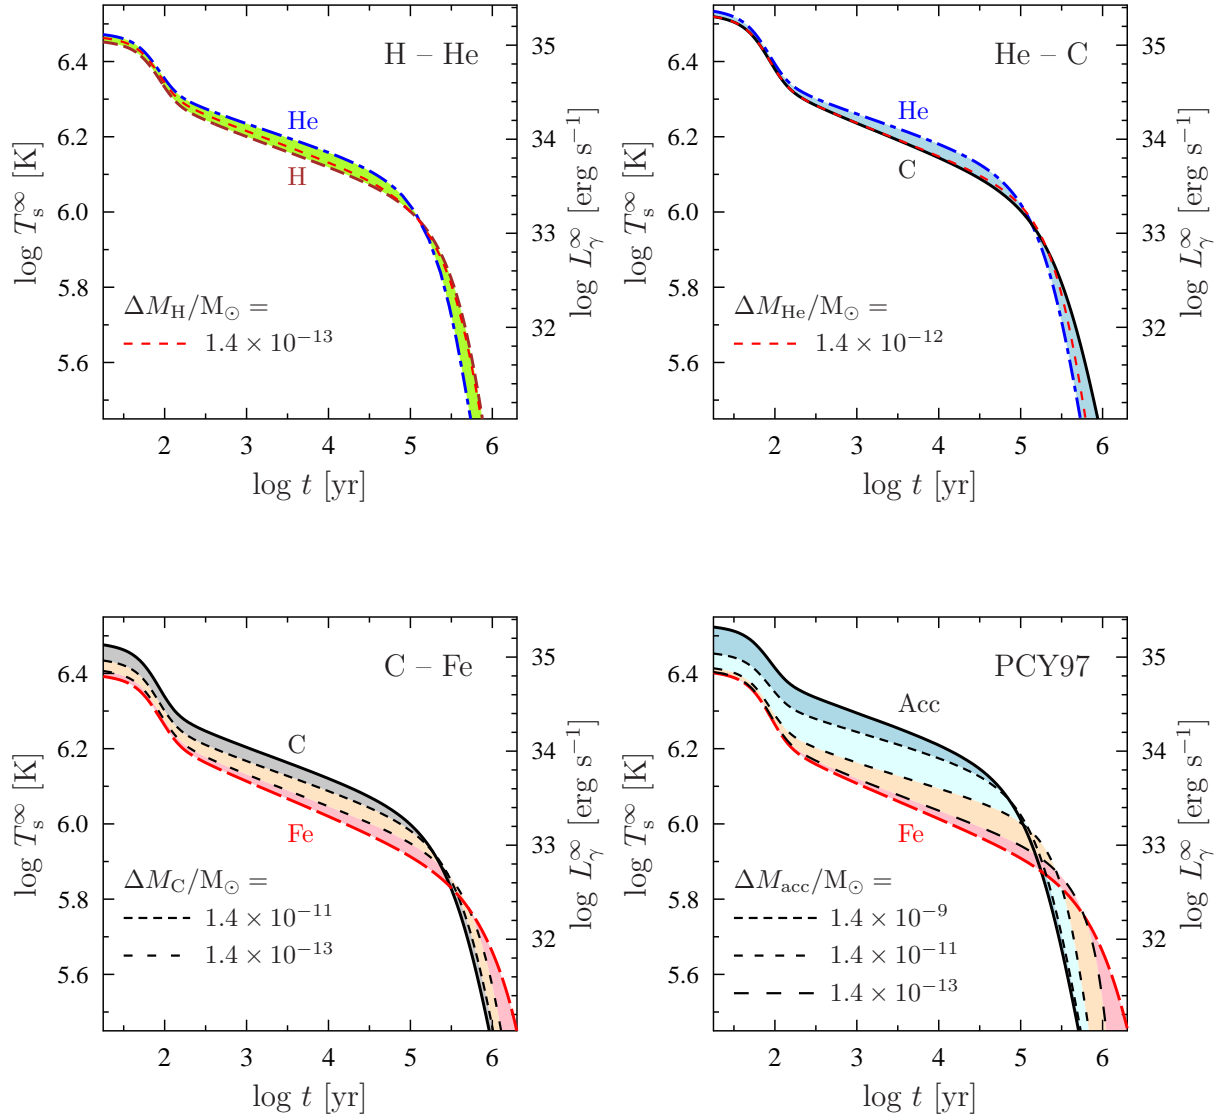 H – He
He
H
ΔM_H/M_⊙ =
1.4 × 10^−13
log T_s^∞ [K]
6.4
6.2
6.0
5.8
5.6
log L_γ^∞ [erg s^−1]
35
34
33
32
2 3 4 5 6
log t [yr]
He – C
He
C
ΔM_He/M_⊙ =
1.4 × 10^−12
log T_s^∞ [K]
6.4
6.2
6.0
5.8
5.6
log L_γ^∞ [erg s^−1]
35
34
33
32
2 3 4 5 6
log t [yr]
C – Fe
C
Fe
ΔM_C/M_⊙ =
1.4 × 10^−11
1.4 × 10^−13
log T_s^∞ [K]
6.4
6.2
6.0
5.8
5.6
log L_γ^∞ [erg s^−1]
35
34
33
32
2 3 4 5 6
log t [yr]
PCY97
Acc
Fe
ΔM_acc/M_⊙ =
1.4 × 10^−9
1.4 × 10^−11
1.4 × 10^−13
log T_s^∞ [K]
6.4
6.2
6.0
5.8
5.6
log L_γ^∞ [erg s^−1]
35
34
33
32
2 3 4 5 6
log t [yr]